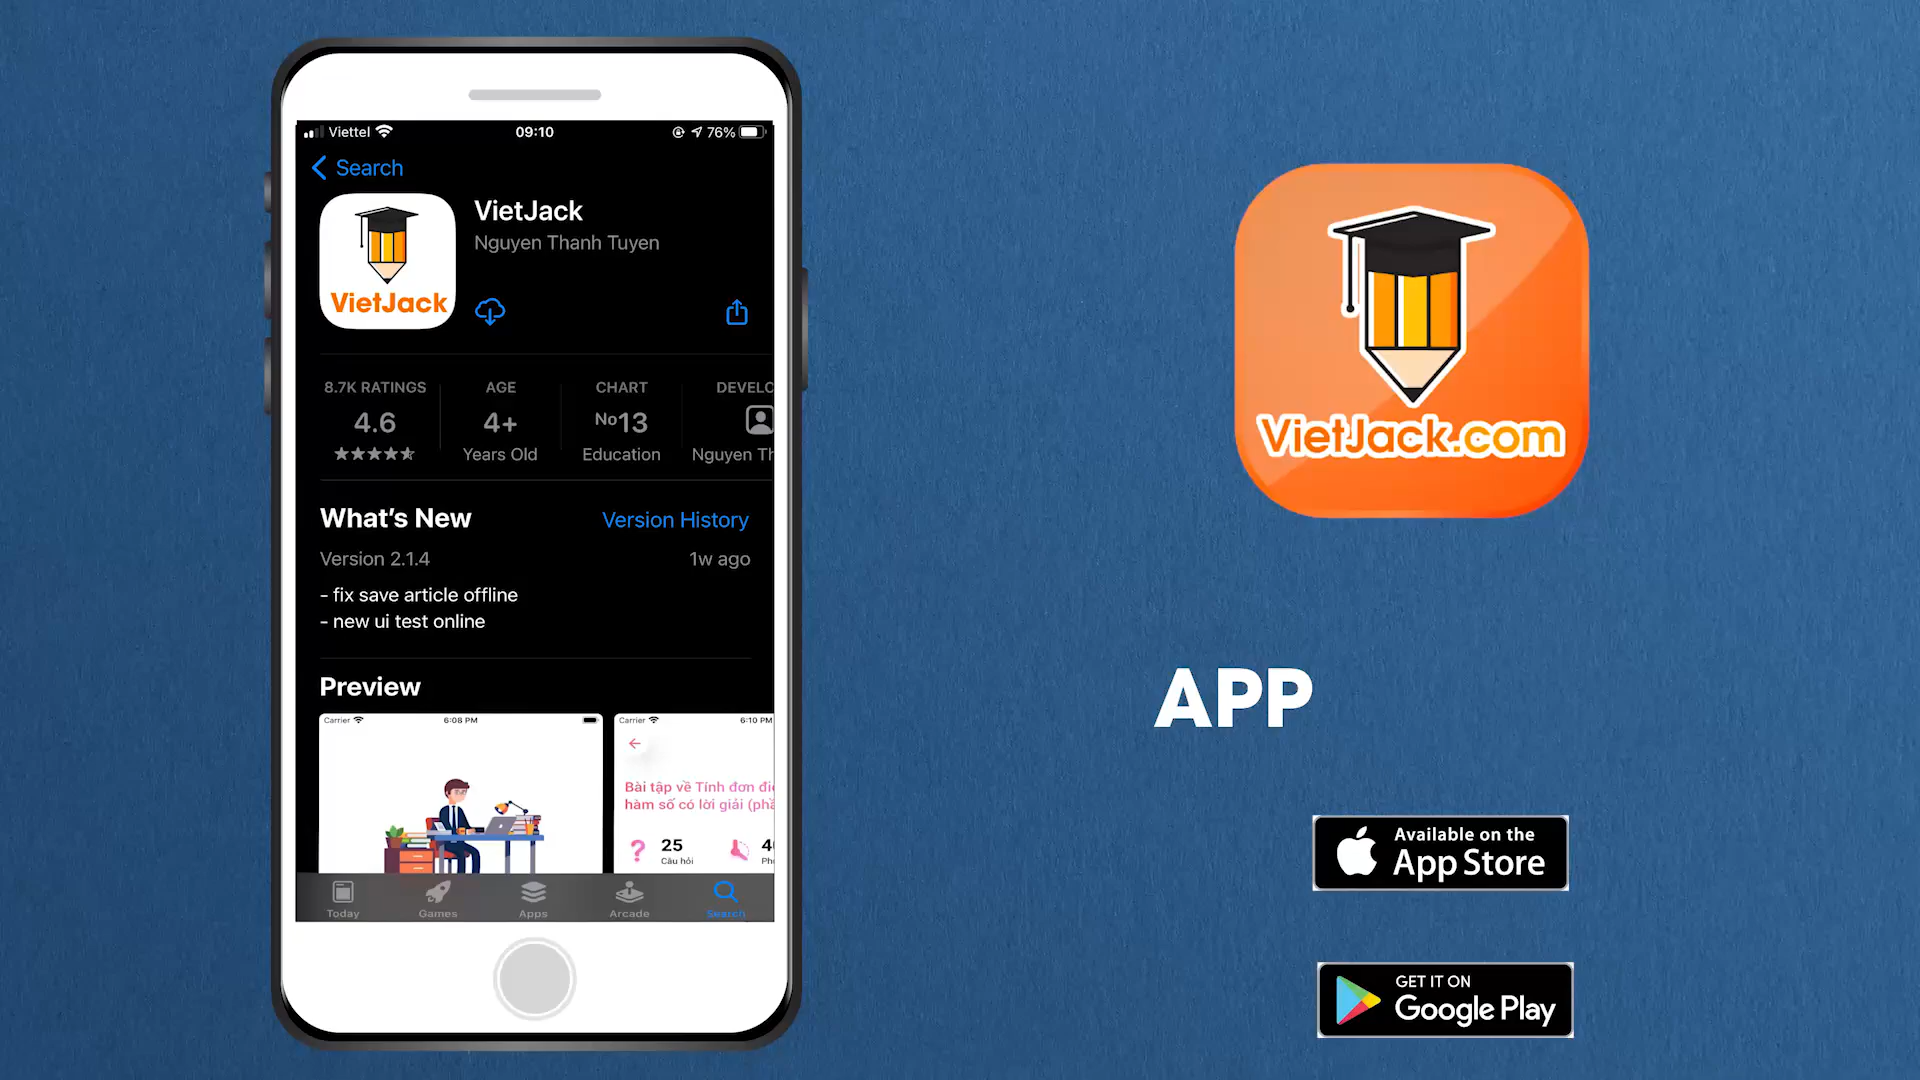 Viettel
09:10
76%
Search
VietJack
VietJack
Nguyen Thanh Tuyen
8.7K RATINGS
4.6
AGE
4+
Years Old
CHART
No13
Education
DEVELC
Nguyen Th
What's New
Version History
Version 2.1.4
1w ago
- fix save article offline
- new ui test online
Preview
Carrier
6:08 PM
Carrier
6:10 PM
Bài tập về Tính đơn điệ
hàm số có lời giải (phầ
25
Câu hỏi
Today
Games
Apps
Arcade
Search
VietJack.com
APP
Available on the
App Store
GET IT ON
Google Play